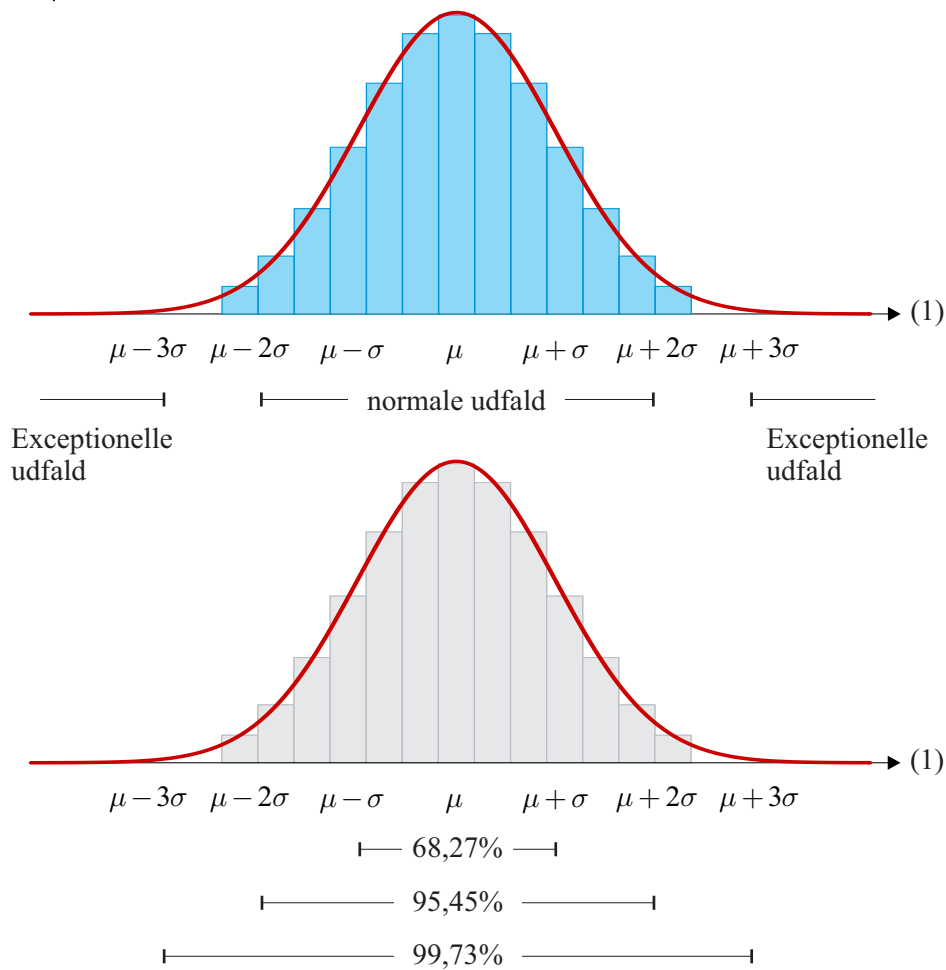 (1)
μ − 3σ μ − 2σ μ − σ μ μ + σ μ + 2σ μ + 3σ
normale udfald
Exceptionelle
udfald
Exceptionelle
udfald
(1)
μ − 3σ μ − 2σ μ − σ μ μ + σ μ + 2σ μ + 3σ
68,27%
95,45%
99,73%